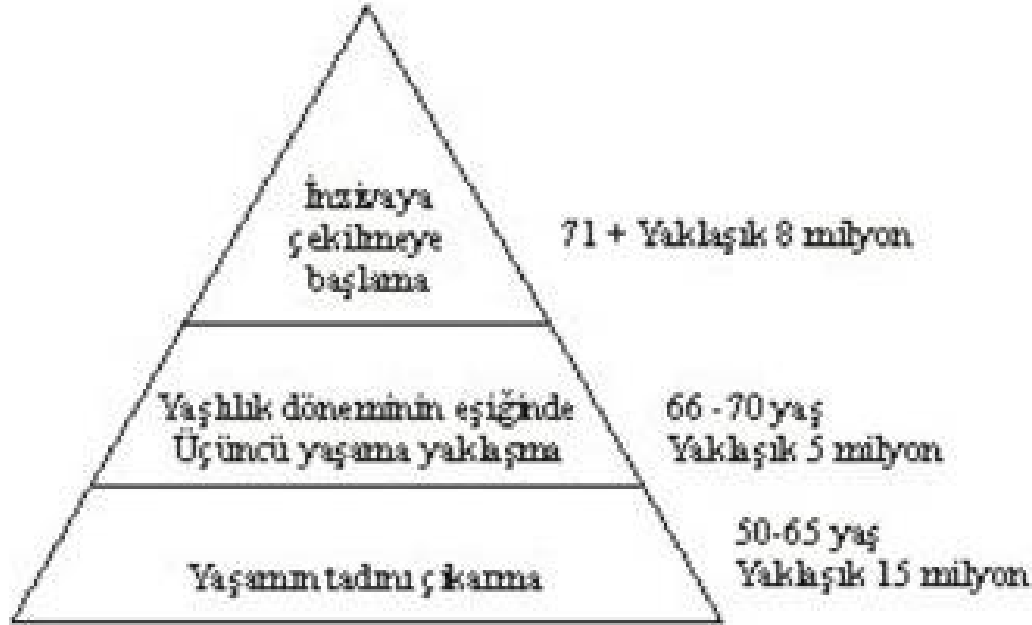 İnzivaya
çekilmeye
başlama
71 + Yaklaşık 8 milyon
Yaşlılık döneminin eşiğinde
Üçüncü yaşama yaklaşma
66 - 70 yaş
Yaklaşık 5 milyon
Yaşamın tadını çıkarma
50-65 yaş
Yaklaşık 15 milyon